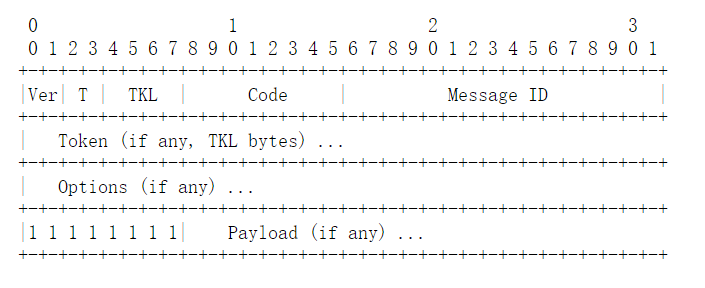 0                   1                   2                   3
 0 1 2 3 4 5 6 7 8 9 0 1 2 3 4 5 6 7 8 9 0 1 2 3 4 5 6 7 8 9 0 1
+-+-+-+-+-+-+-+-+-+-+-+-+-+-+-+-+-+-+-+-+-+-+-+-+-+-+-+-+-+-+-+-+
|Ver| T |  TKL  |      Code     |          Message ID           |
+-+-+-+-+-+-+-+-+-+-+-+-+-+-+-+-+-+-+-+-+-+-+-+-+-+-+-+-+-+-+-+-+
|   Token (if any, TKL bytes) ...
+-+-+-+-+-+-+-+-+-+-+-+-+-+-+-+-+-+-+-+-+-+-+-+-+-+-+-+-+-+-+-+-+
|   Options (if any) ...
+-+-+-+-+-+-+-+-+-+-+-+-+-+-+-+-+-+-+-+-+-+-+-+-+-+-+-+-+-+-+-+-+
|1 1 1 1 1 1 1 1|    Payload (if any) ...
+-+-+-+-+-+-+-+-+-+-+-+-+-+-+-+-+-+-+-+-+-+-+-+-+-+-+-+-+-+-+-+-+